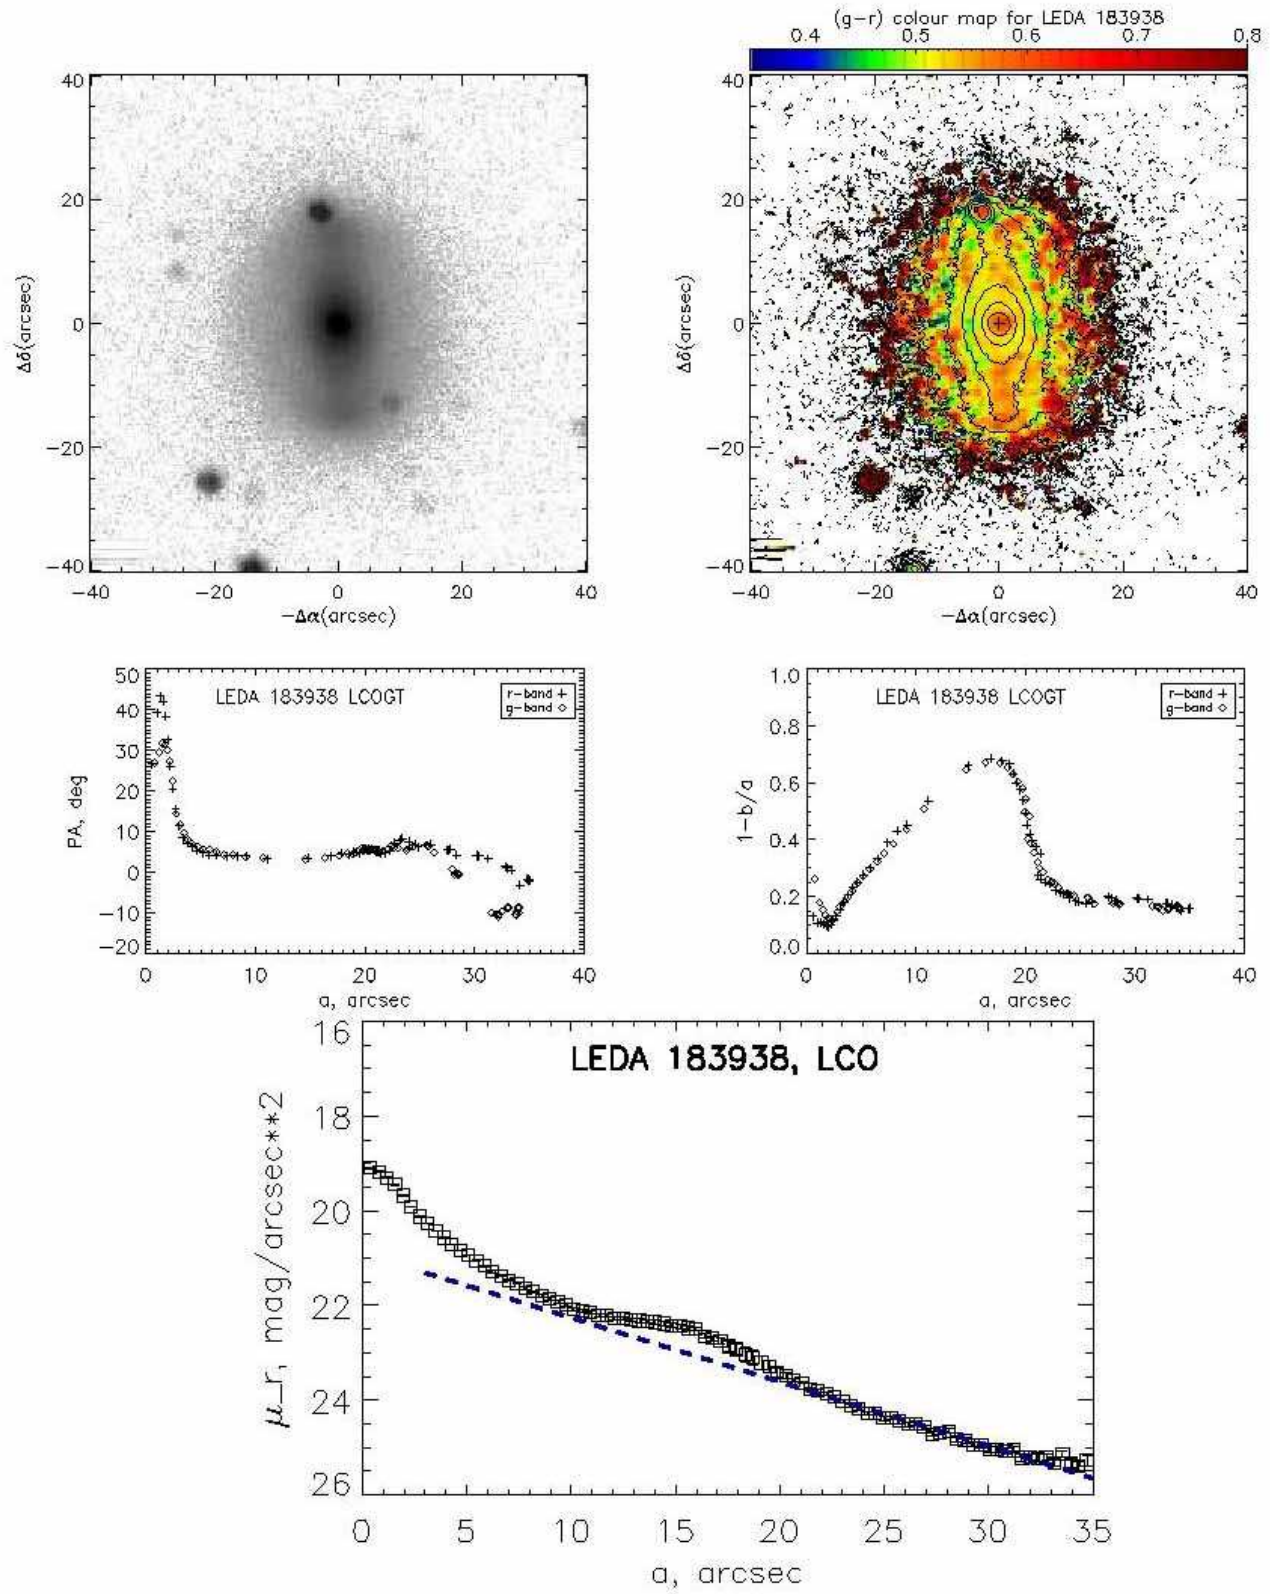 (g−r) colour map for LEDA 183938
0.4 0.5 0.6 0.7 0.8
40
20
0
−20
−40
Δδ(arcsec)
−40 −20 0 20 40
−Δα(arcsec)
40
20
0
−20
−40
Δδ(arcsec)
−40 −20 0 20 40
−Δα(arcsec)
50
40
30
20
10
0
−10
−20
PA, deg
LEDA 183938 LCOGT
r−band +
g−band ◇
0 10 20 30 40
a, arcsec
1.0
0.8
0.6
0.4
0.2
0.0
1−b/a
LEDA 183938 LCOGT
r−band +
g−band ◇
0 10 20 30 40
a, arcsec
16
18
20
22
24
26
μ_r, mag/arcsec**2
LEDA 183938, LCO
0 5 10 15 20 25 30 35
a, arcsec